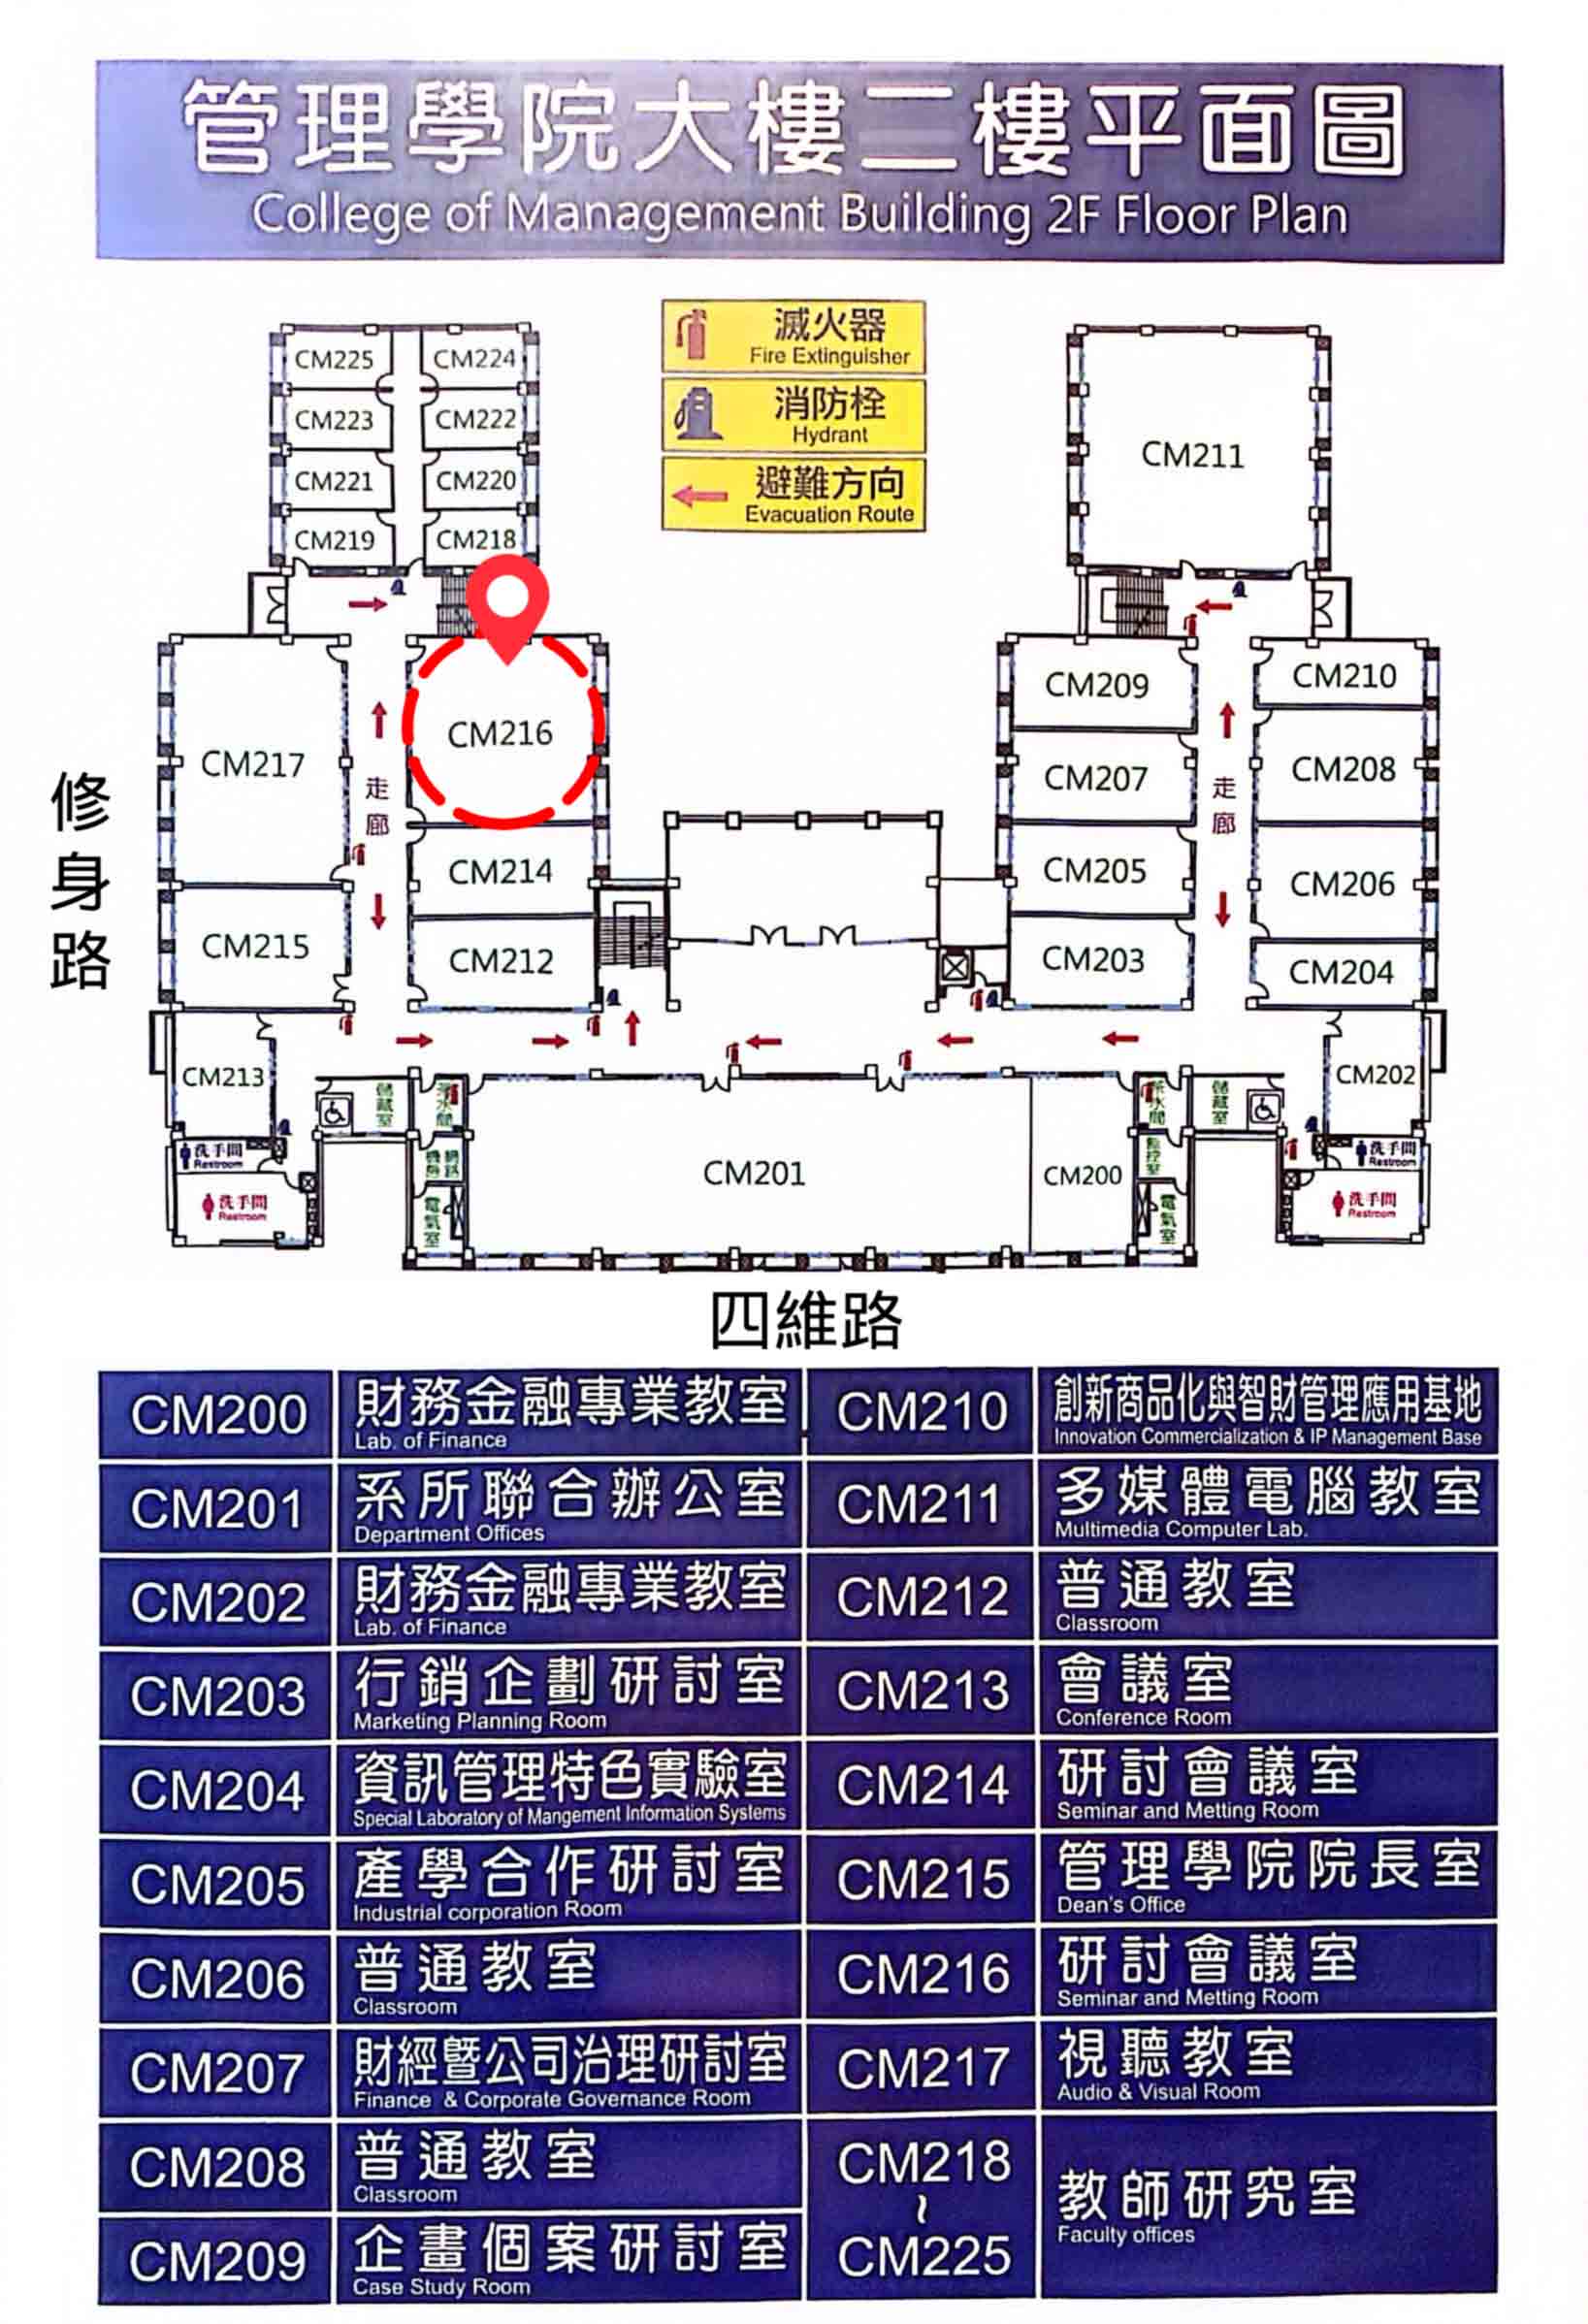 管理學院大樓二樓平面圖
College of Management Building 2F Floor Plan
滅火器
Fire Extinguisher
消防栓
Hydrant
避難方向
Evacuation Route
CM225
CM224
CM223
CM222
CM221
CM220
CM219
CM218
CM211
CM217
CM216
CM214
CM215
CM212
CM213
走廊
修身路
CM209
CM210
CM207
CM208
CM205
CM206
CM203
CM204
CM202
走廊
儲藏室
茶水間
電氣室
洗手間
Restroom
洗手間
Restroom
CM201
CM200
茶水間
儲藏室
監控室
電氣室
洗手間
Restroom
洗手間
Restroom
四維路
CM200 財務金融專業教室
Lab. of Finance
CM201 系所聯合辦公室
Department Offices
CM202 財務金融專業教室
Lab. of Finance
CM203 行銷企劃研討室
Marketing Planning Room
CM204 資訊管理特色實驗室
Special Laboratory of Mangement Information Systems
CM205 產學合作研討室
Industrial corporation Room
CM206 普通教室
Classroom
CM207 財經暨公司治理研討室
Finance & Corporate Governance Room
CM208 普通教室
Classroom
CM209 企畫個案研討室
Case Study Room
CM210 創新商品化與智財管理應用基地
Innovation Commercialization & IP Management Base
CM211 多媒體電腦教室
Multimedia Computer Lab.
CM212 普通教室
Classroom
CM213 會議室
Conference Room
CM214 研討會議室
Seminar and Metting Room
CM215 管理學院院長室
Dean's Office
CM216 研討會議室
Seminar and Metting Room
CM217 視聽教室
Audio & Visual Room
CM218
~
CM225
教師研究室
Faculty offices